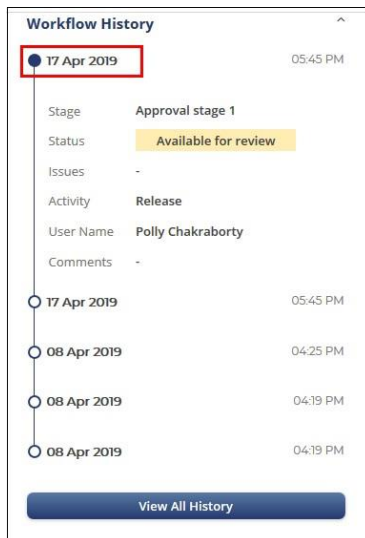 Workflow History
17 Apr 2019 05:45 PM
Stage Approval stage 1
Status Available for review
Issues -
Activity Release
User Name Polly Chakraborty
Comments -
17 Apr 2019 05:45 PM
08 Apr 2019 04:25 PM
08 Apr 2019 04:19 PM
08 Apr 2019 04:19 PM
View All History